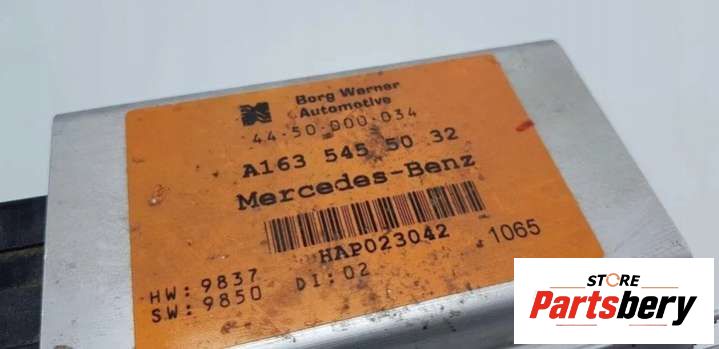 Borg Warner
Automotive
44-50-000-034
A163 545 50 32
Mercedes-Benz
HAP023042
1065
HW: 9837
SW: 9850 DI: 02
STORE
Partsbery